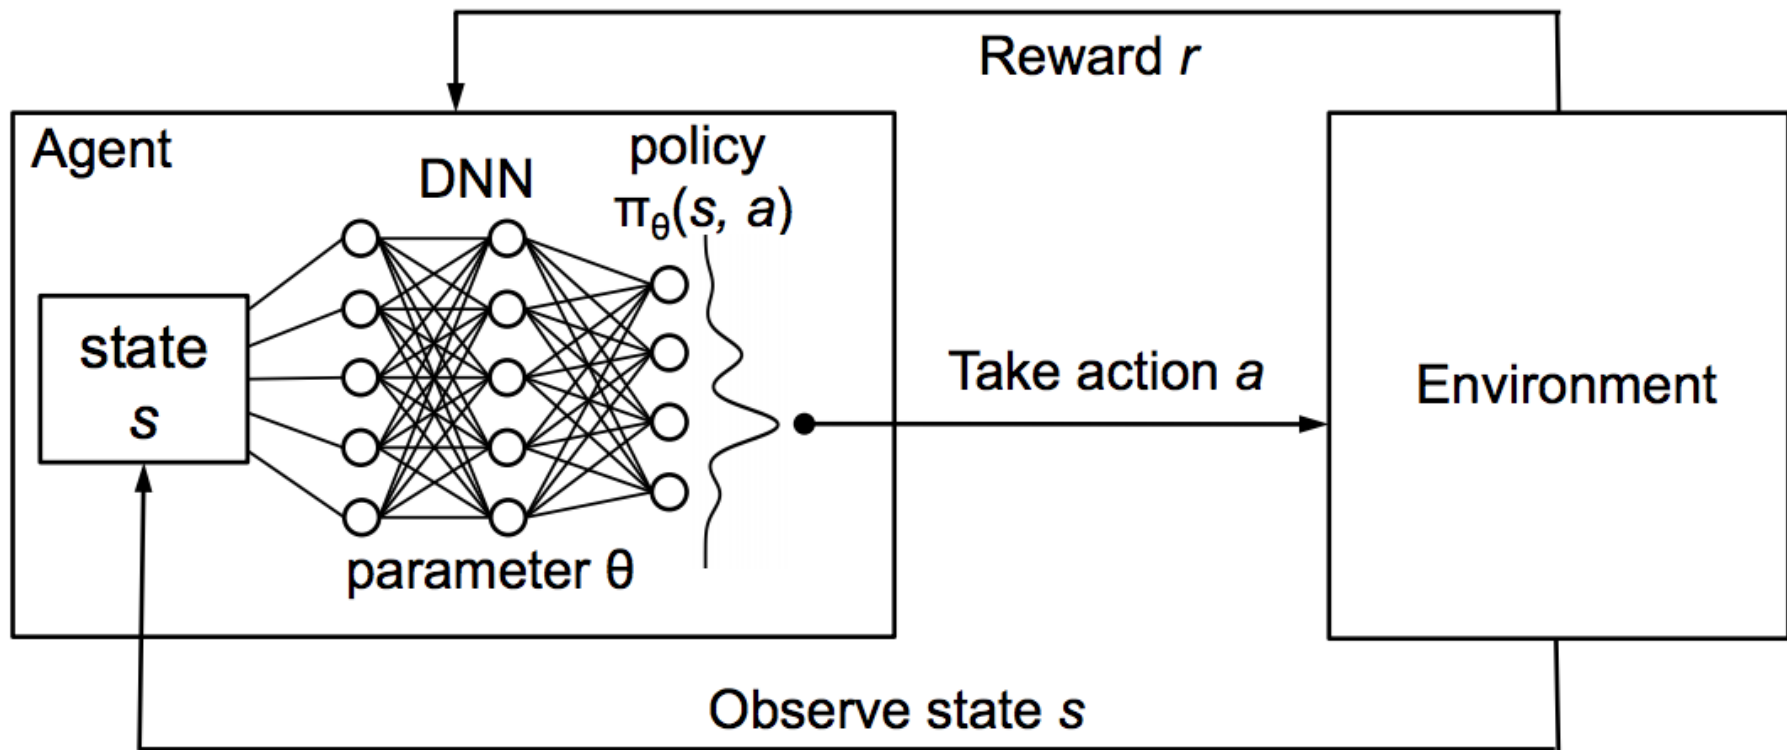 Reward r
Agent
DNN
policy
πθ(s, a)
state
s
parameter θ
Take action a
Environment
Observe state s